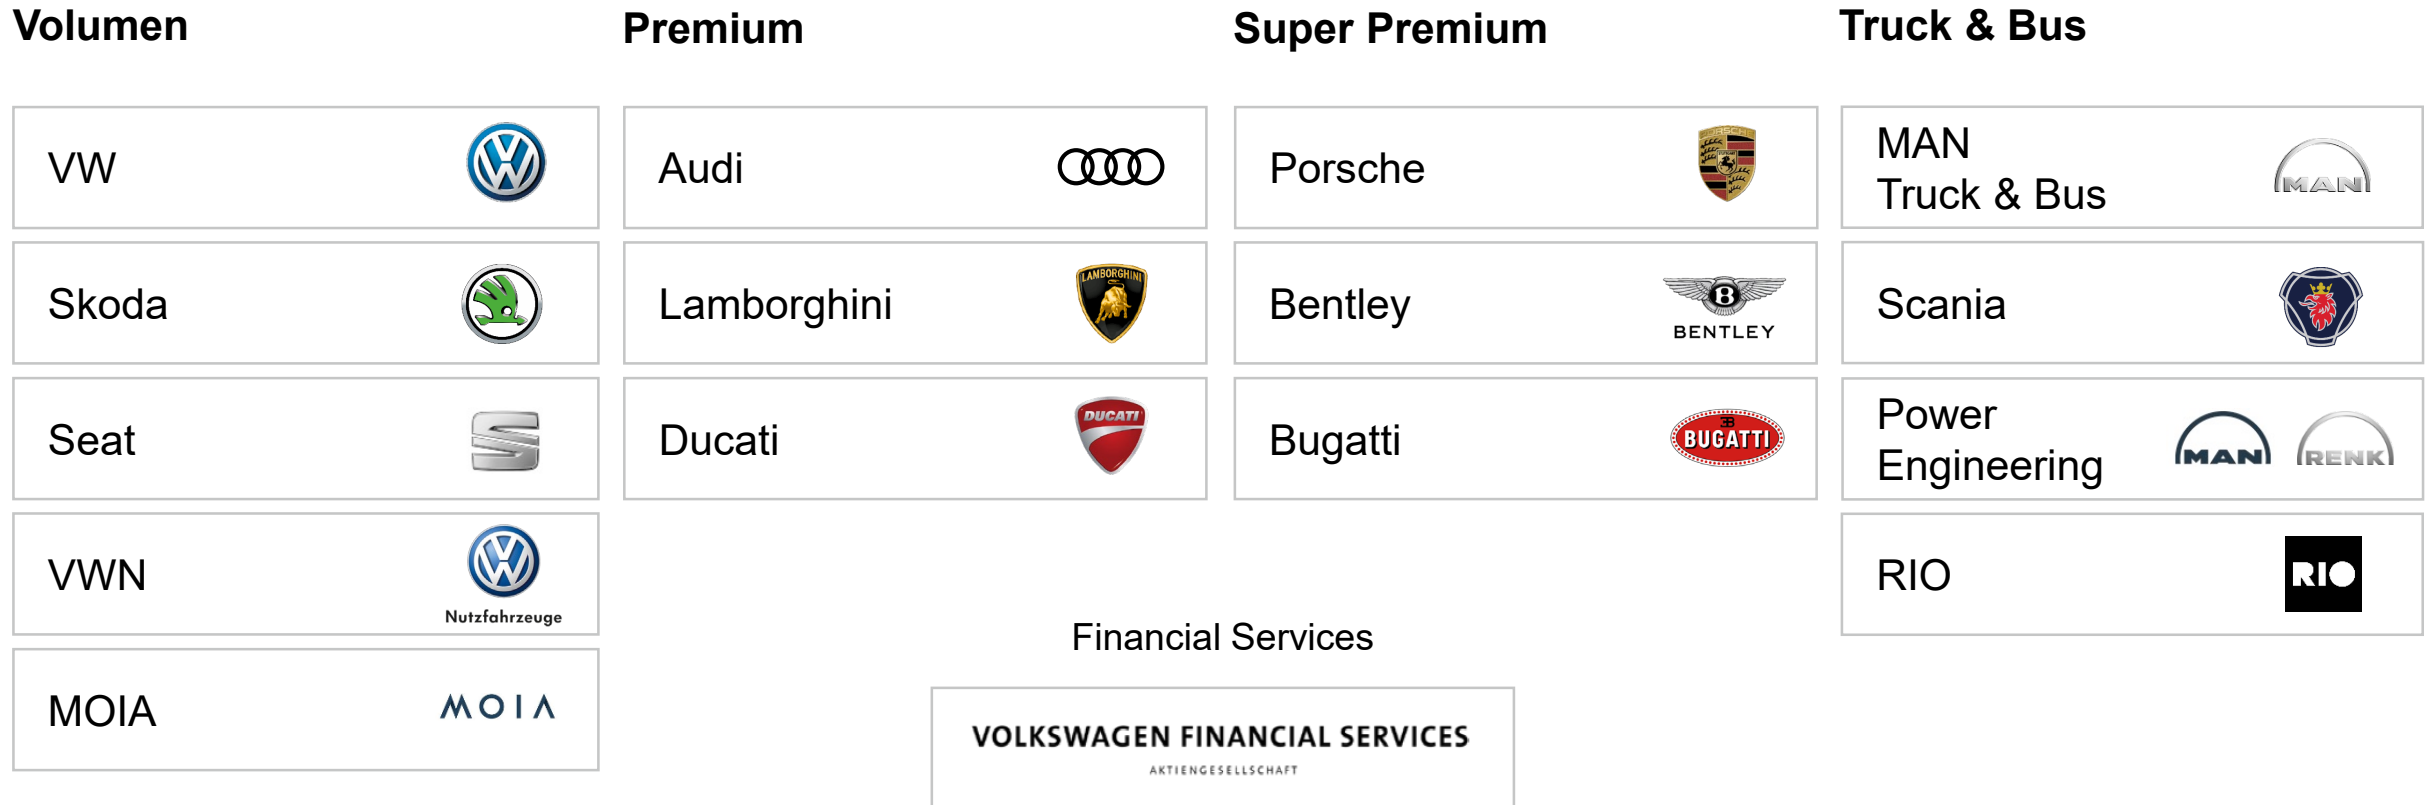 Volumen
VW
Skoda
Seat
VWN
Nutzfahrzeuge
MOIA
MOIA
Premium
Audi
Lamborghini
LAMBORGHINI
Ducati
DUCATI
Super Premium
Porsche
PORSCHE
Bentley
B
BENTLEY
Bugatti
EB
BUGATTI
Truck & Bus
MAN
Truck & Bus
MAN
Scania
Power
Engineering
MAN
RENK
RIO
RIO
Financial Services
VOLKSWAGEN FINANCIAL SERVICES
AKTIENGESELLSCHAFT